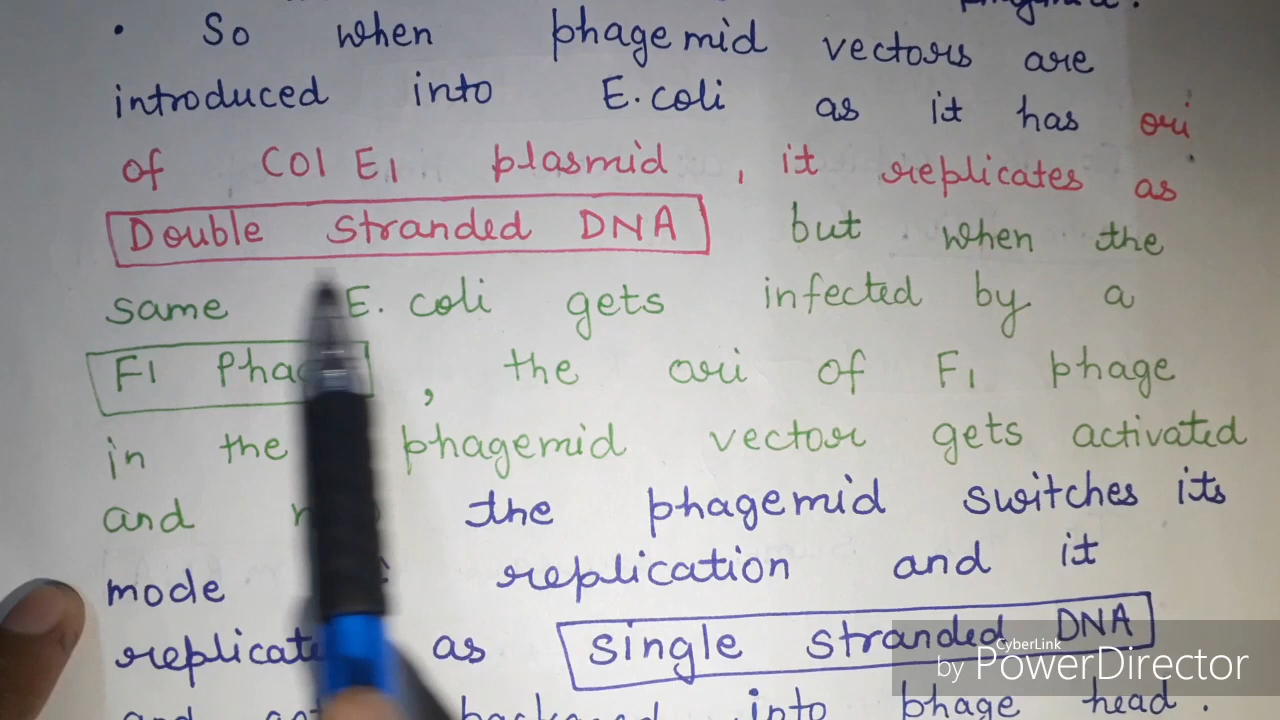 • So when phagemid vectors are
introduced into E.coli as it has ori
of Col E1 plasmid, it replicates as
Double stranded DNA but when the
same E. coli gets infected by a
F1 , the ori of F1 phage
in the phagemid vector gets activated
and the phagemid switches its
mode replication and it
as single stranded DNA
into phage head.
CyberLink
by PowerDirector